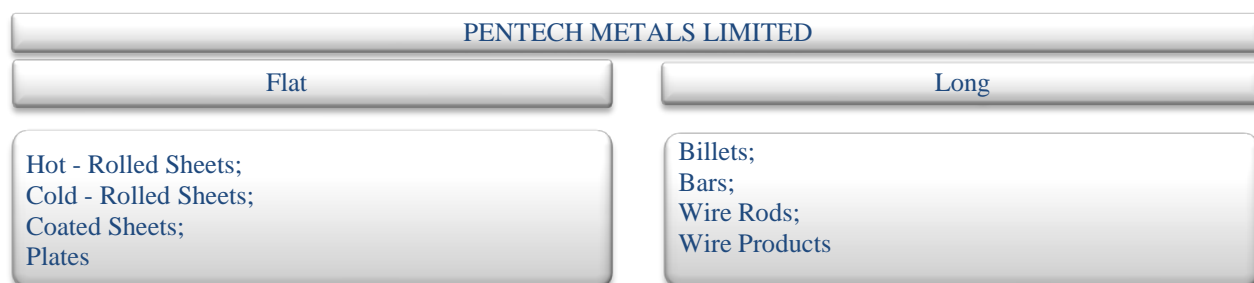 PENTECH METALS LIMITED
Flat
Long
Hot - Rolled Sheets;
Cold - Rolled Sheets;
Coated Sheets;
Plates
Billets;
Bars;
Wire Rods;
Wire Products